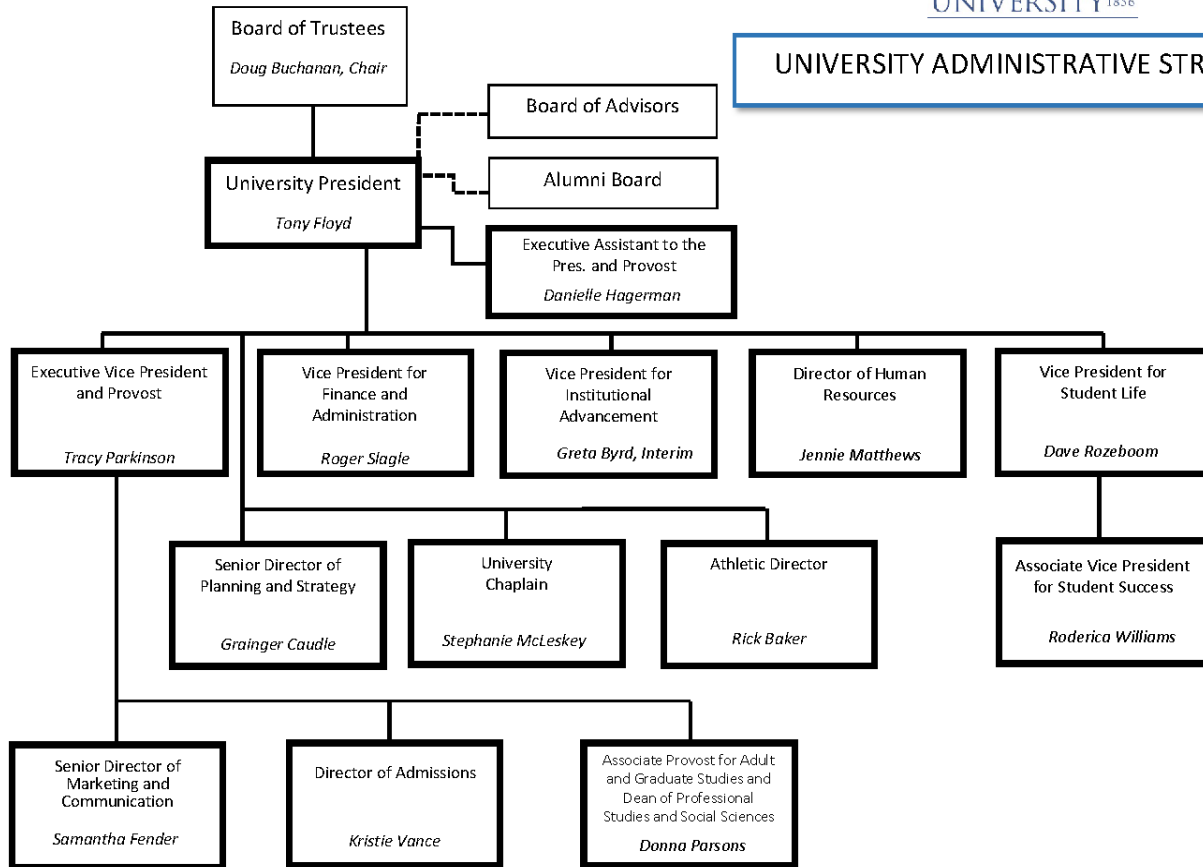 UNIVERSITY 1856
UNIVERSITY ADMINISTRATIVE STR
Board of Trustees
Doug Buchanan, Chair
Board of Advisors
University President
Tony Floyd
Alumni Board
Executive Assistant to the
Pres. and Provost
Danielle Hagerman
Executive Vice President
and Provost
Tracy Parkinson
Vice President for
Finance and
Administration
Roger Slagle
Vice President for
Institutional
Advancement
Greta Byrd, Interim
Director of Human
Resources
Jennie Matthews
Vice President for
Student Life
Dave Rozeboom
Senior Director of
Planning and Strategy
Grainger Caudle
University
Chaplain
Stephanie McLeskey
Athletic Director
Rick Baker
Associate Vice President
for Student Success
Roderica Williams
Senior Director of
Marketing and
Communication
Samantha Fender
Director of Admissions
Kristie Vance
Associate Provost for Adult
and Graduate Studies and
Dean of Professional
Studies and Social Sciences
Donna Parsons